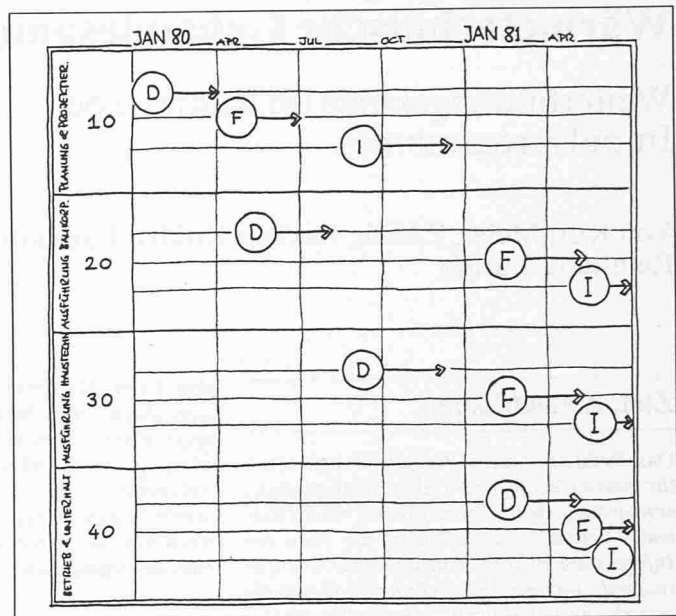 JAN 80 APR JUL OCT JAN 81 APR
PLANUNG & PROJEKTIER.
10
D
F
I
AUSFÜHRUNG BAUKÖRP.
20
D
F
I
AUSFÜHRUNG HAUSTECHN.
30
D
F
I
BETRIEB & UNTERHALT
40
D
F
I